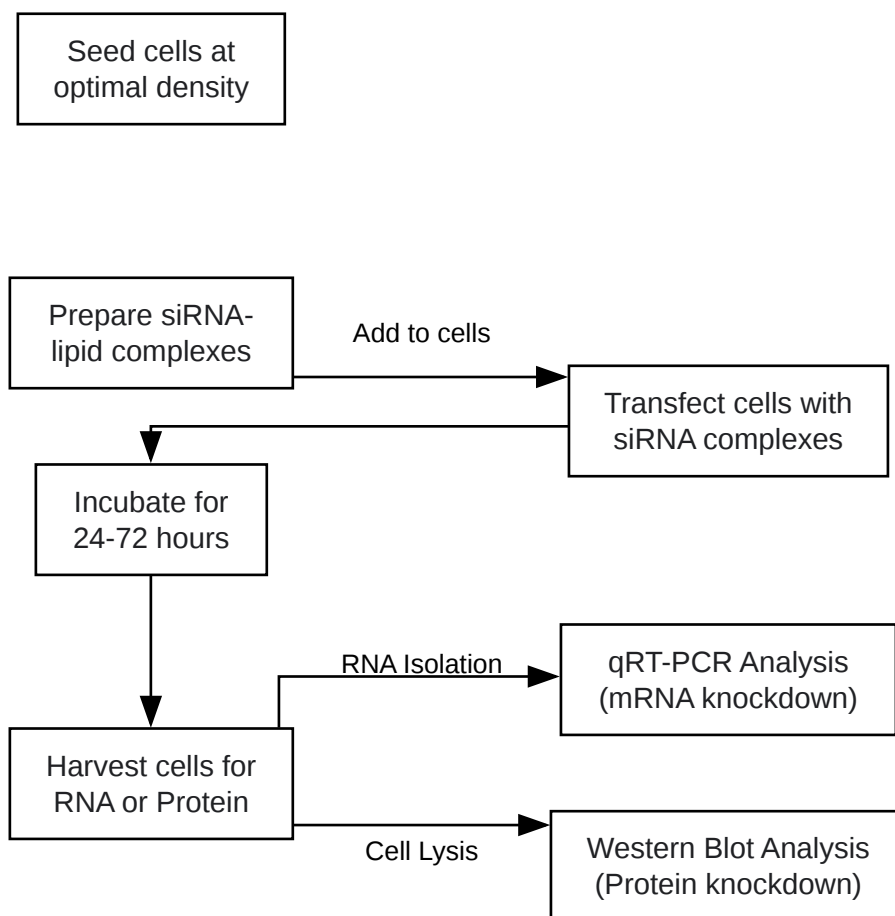 Seed cells at
optimal density
Prepare siRNA-
lipid complexes
Add to cells
Transfect cells with
siRNA complexes
Incubate for
24-72 hours
RNA Isolation
qRT-PCR Analysis
(mRNA knockdown)
Harvest cells for
RNA or Protein
Cell Lysis
Western Blot Analysis
(Protein knockdown)